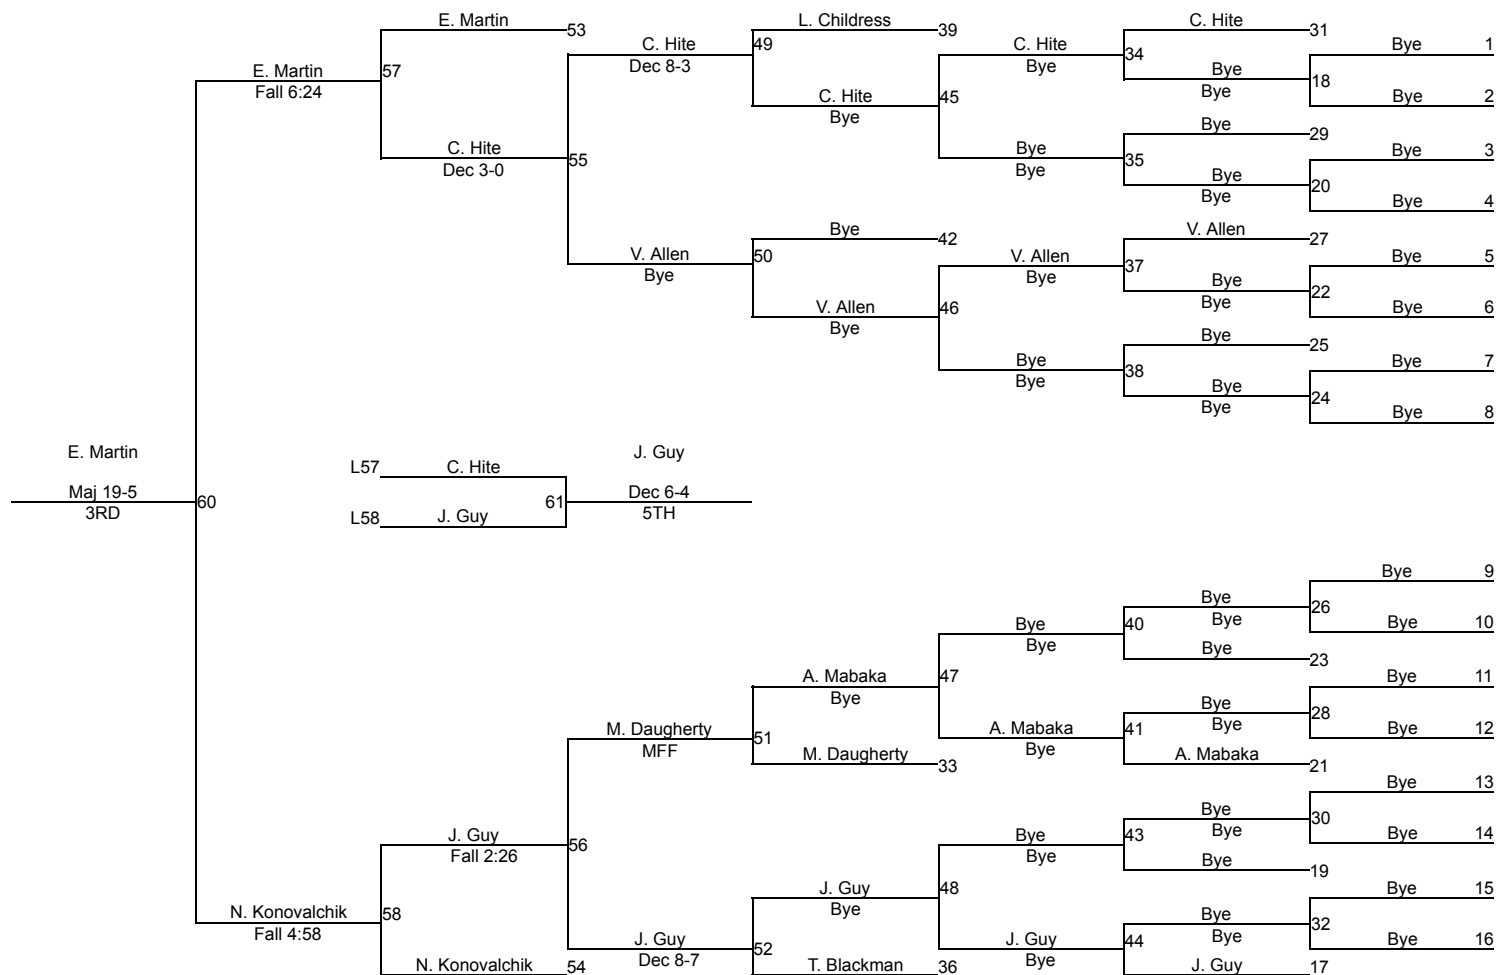 E. Martin 53 L. Childress 39 C. Hite 31
C. Hite 49 C. Hite 34 Bye 1
E. Martin 57 Dec 8-3 Bye Bye 18
Fall 6:24 C. Hite 45 Bye Bye 2
Bye Bye 29
C. Hite 55 Bye 35 Bye 3
Dec 3-0 Bye Bye 20
Bye Bye 4
Bye 42 V. Allen 27
V. Allen 50 V. Allen 37 Bye 5
Bye Bye Bye 22
V. Allen 46 Bye Bye 6
Bye Bye 25
Bye 38 Bye 7
Bye Bye 24
Bye Bye 8
E. Martin J. Guy
L57 C. Hite
Maj 19-5 60 61 Dec 6-4
3RD L58 J. Guy 5TH
Bye 9
Bye 26
Bye 40 Bye Bye 10
Bye Bye 23
A. Mabaka 47 Bye 11
Bye Bye 28
M. Daugherty 51 A. Mabaka 41 Bye Bye 12
MFF M. Daugherty 33 Bye A. Mabaka 21
Bye 13
Bye 30
J. Guy 56 Bye 43 Bye Bye 14
Fall 2:26 Bye Bye 19
J. Guy 48 Bye 15
N. Konovalchik 58 Bye Bye 32
Fall 4:58 J. Guy 52 J. Guy 44 Bye Bye 16
N. Konovalchik 54 Dec 8-7 T. Blackman 36 Bye J. Guy 17